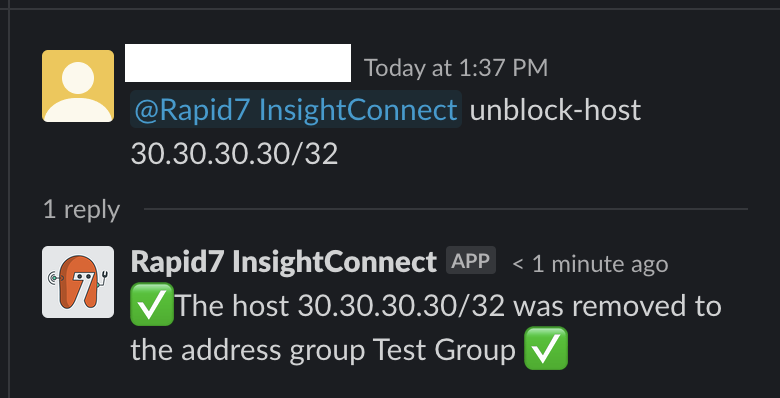 Today at 1:37 PM
@Rapid7 InsightConnect unblock-host
30.30.30.30/32
1 reply
Rapid7 InsightConnect APP < 1 minute ago
✅The host 30.30.30.30/32 was removed to
the address group Test Group ✅